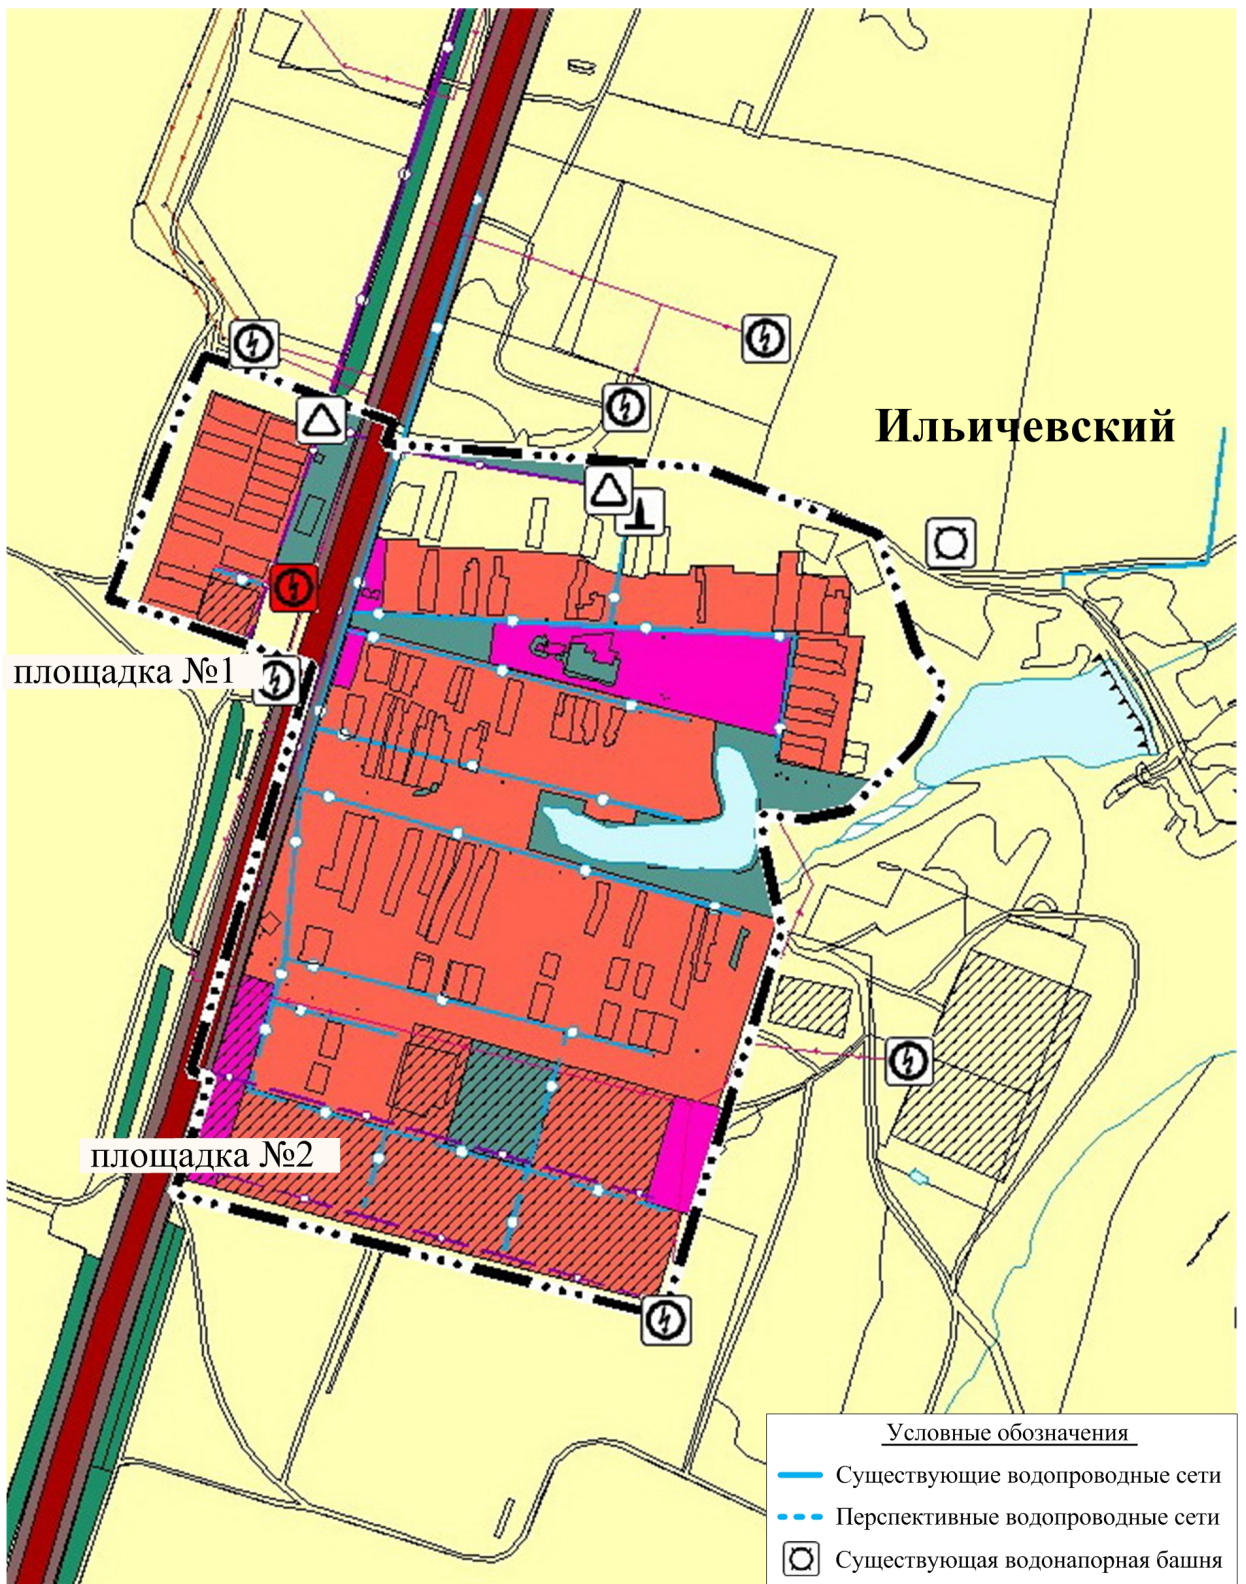 Ильичевский
площадка №1
площадка №2
Условные обозначения
Существующие водопроводные сети
Перспективные водопроводные сети
Существующая водонапорная башня